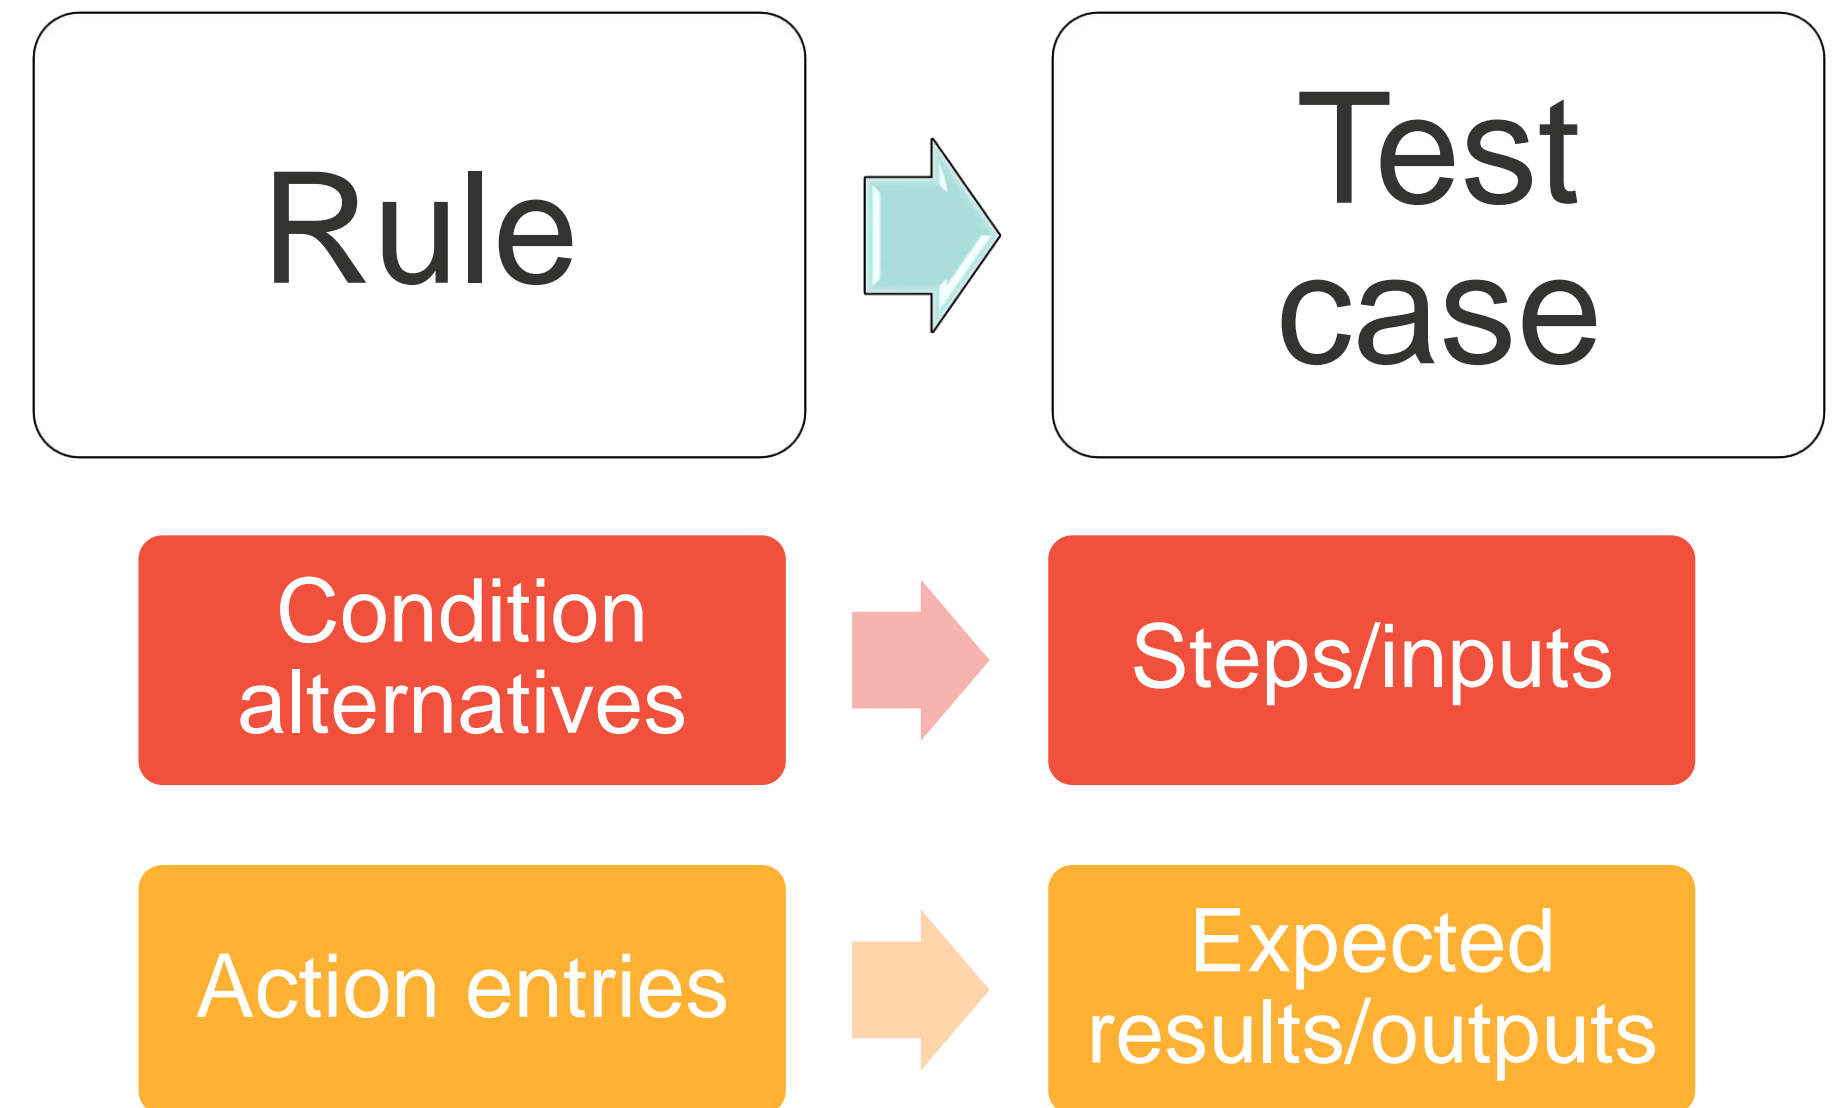 Rule
Test
case
Condition
alternatives
Steps/inputs
Action entries
Expected
results/outputs